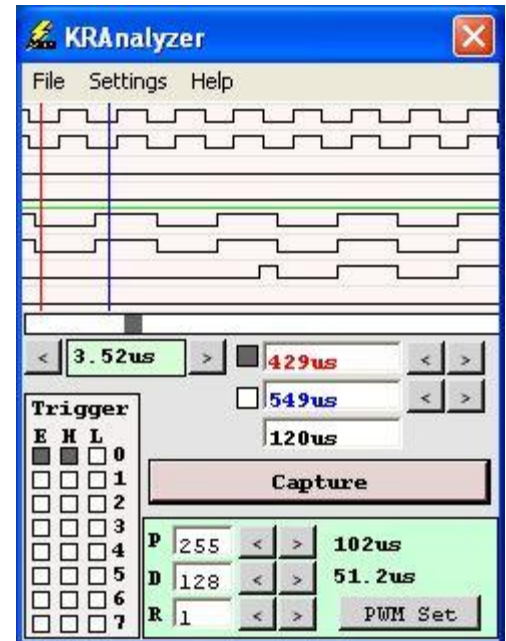 KRAnalyzer
File Settings Help
< 3.52us > 429us < >
549us < >
120us
Trigger
E H L
0
1
2
3
4
5
6
7
Capture
P 255 < > 102us
D 128 < > 51.2us
R 1 < > PWM Set